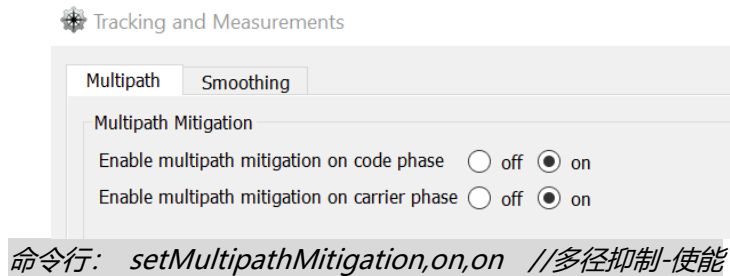 Tracking and Measurements
Multipath Smoothing
Multipath Mitigation
Enable multipath mitigation on code phase off on
Enable multipath mitigation on carrier phase off on
命令行： setMultipathMitigation,on,on //多径抑制-使能